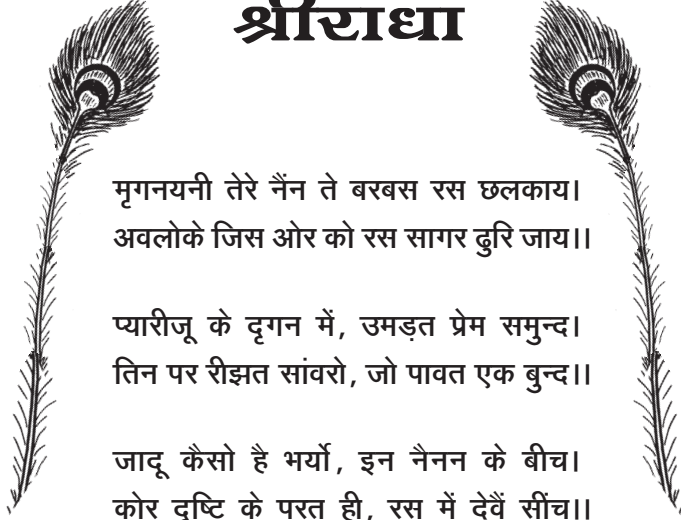 श्रीराधा
मृगनयनी तेरे नैंन ते बरबस रस छलकाय।
अवलोके जिस ओर को रस सागर ढुरि जाय।।
प्यारीजू के दृगन में, उमड़त प्रेम समुन्द।
तिन पर रीझत सांवरो, जो पावत एक बुन्द।।
जादू कैसो है भर्यो, इन नैनन के बीच।
कोर दृष्टि के परत ही, रस में देवैं सींच।।